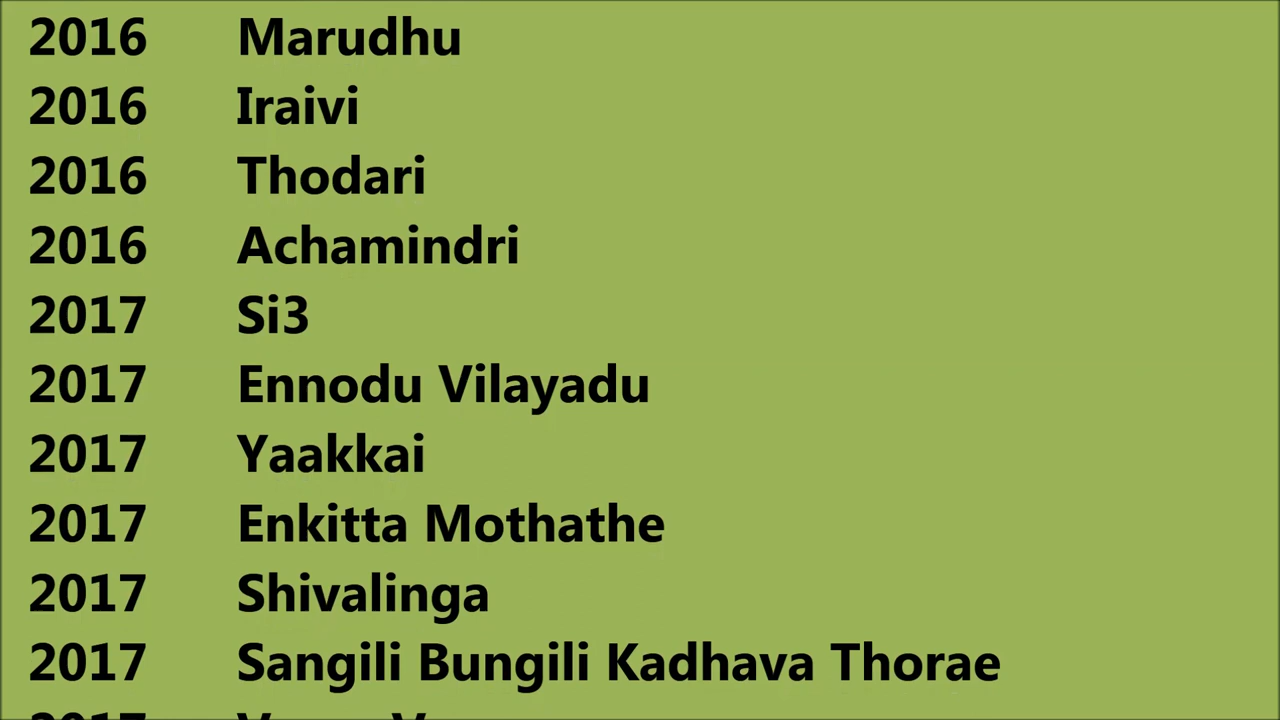 2016 Marudhu
2016 Iraivi
2016 Thodari
2016 Achamindri
2017 Si3
2017 Ennodu Vilayadu
2017 Yaakkai
2017 Enkitta Mothathe
2017 Shivalinga
2017 Sangili Bungili Kadhava Thorae
2017